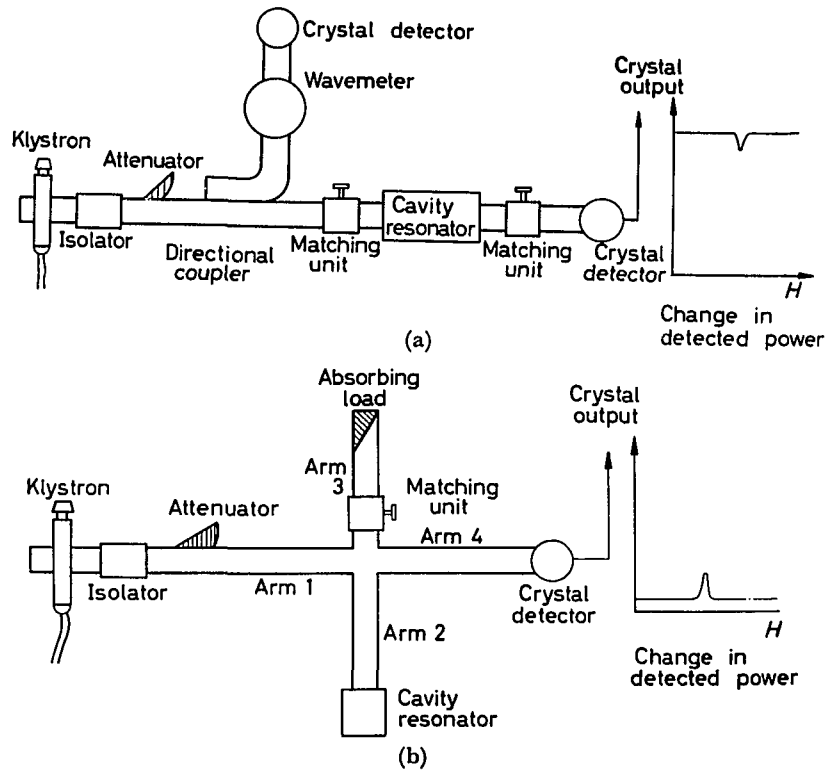 Crystal detector
Wavemeter
Klystron
Attenuator
Isolator
Directional
coupler
Matching
unit
Cavity
resonator
Matching
unit
Crystal
detector
Crystal
output
H
Change in
detected power
(a)
Absorbing
load
Arm
3
Klystron
Attenuator
Matching
unit
Isolator
Arm 1
Arm 4
Arm 2
Crystal
detector
Cavity
resonator
Crystal
output
H
Change in
detected power
(b)